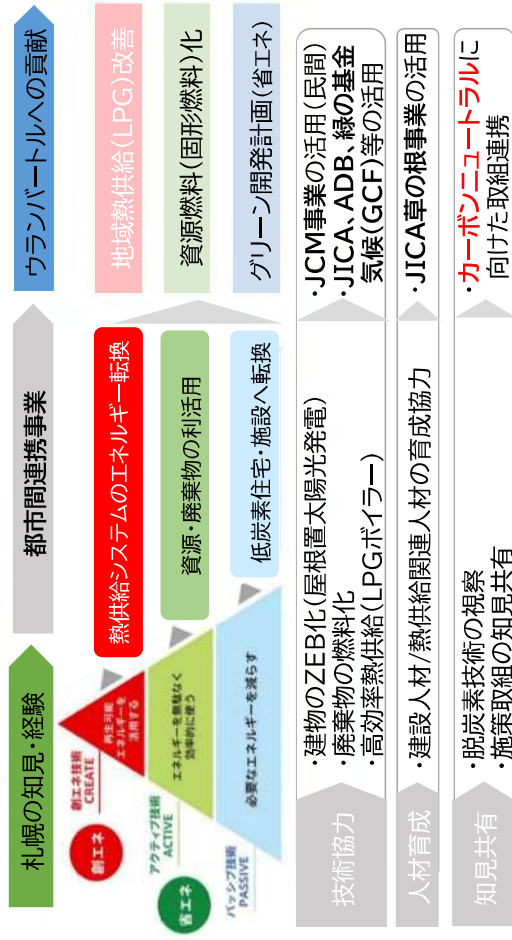 札幌の知見・経験
都市間連携事業
ウランバートルへの貢献
創エネ
創エネ技術
CREATE
再生可能
エネルギーを
活用する
熱供給システムのエネルギー転換
地域熱供給(LPG)改善
省エネ
アクティブ技術
ACTIVE
エネルギーを無駄なく
効率的に使う
資源・廃棄物の利活用
資源燃料(固形燃料)化
パッシブ技術
PASSIVE
必要なエネルギーを減らす
低炭素住宅・施設へ転換
グリーン開発計画(省エネ)
技術協力
・建物のZEB化(屋根置太陽光発電)
・廃棄物の燃料化
・高効率熱供給(LPGボイラー)
・JCM事業の活用(民間)
・JICA、ADB、緑の基金
気候(GCF)等の活用
人材育成
・建設人材/熱供給関連人材の育成協力
・JICA草の根事業の活用
知見共有
・脱炭素技術の視察
・施策取組の知見共有
・カーボンニュートラルに
向けた取組連携